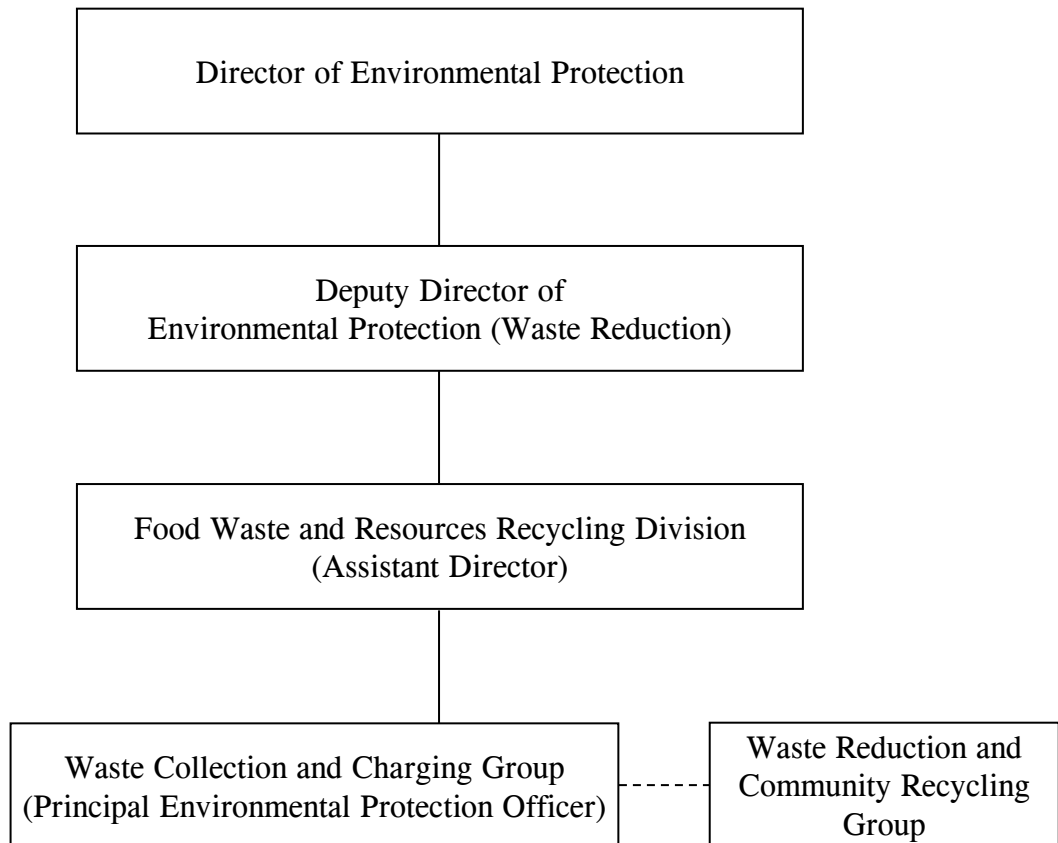 Director of Environmental Protection
Deputy Director of
Environmental Protection (Waste Reduction)
Food Waste and Resources Recycling Division
(Assistant Director)
Waste Collection and Charging Group
(Principal Environmental Protection Officer)
Waste Reduction and
Community Recycling
Group